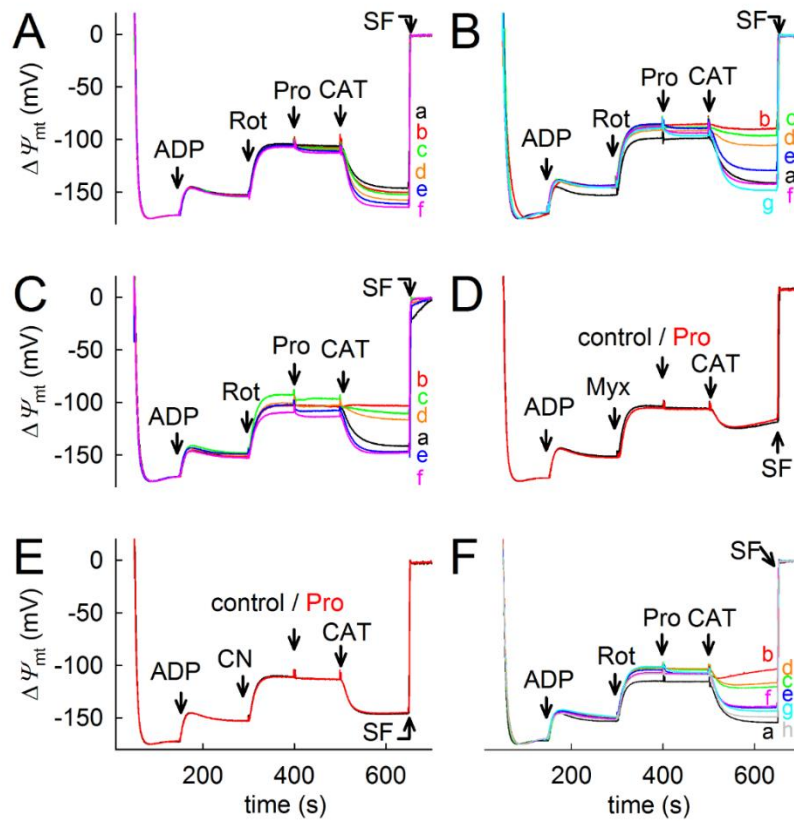 A
SF
0
-50
-100
-150
ΔΨmt (mV)
ADP
Rot
Pro
CAT
a
b
c
d
e
f
B
SF
ADP
Rot
Pro
CAT
b
c
d
e
a
f
g
C
SF
0
-50
-100
-150
ΔΨmt (mV)
ADP
Rot
Pro
CAT
b
c
d
a
e
f
D
control / Pro
ADP
Myx
CAT
SF
E
0
-50
-100
-150
ΔΨmt (mV)
control / Pro
ADP
CN
CAT
SF
200
400
600
time (s)
F
SF
ADP
Rot
Pro
CAT
b
d
c
f
e
g
a
h
200
400
600
time (s)